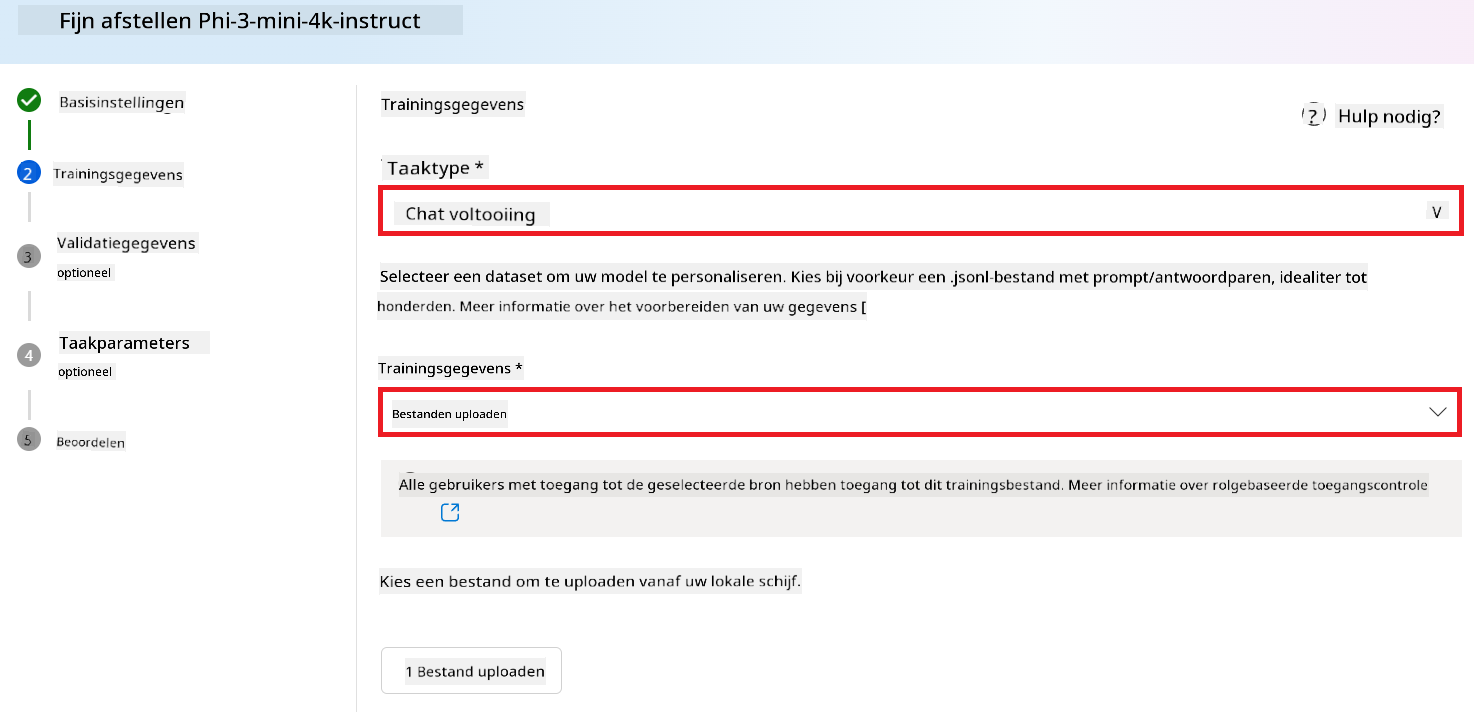 Fijn afstellen Phi-3-mini-4k-instruct
Basisinstellingen
2 Trainingsgegevens
3 Validatiegegevens
optioneel
4 Taakparameters
optioneel
5 Beoordelen
Trainingsgegevens
? Hulp nodig?
Taaktype *
Chat voltooiing V
Selecteer een dataset om uw model te personaliseren. Kies bij voorkeur een .jsonl-bestand met prompt/antwoordparen, idealiter tot
honderden. Meer informatie over het voorbereiden van uw gegevens [
Trainingsgegevens *
Bestanden uploaden
Alle gebruikers met toegang tot de geselecteerde bron hebben toegang tot dit trainingsbestand. Meer informatie over rolgebaseerde toegangscontrole
Kies een bestand om te uploaden vanaf uw lokale schijf.
1 Bestand uploaden